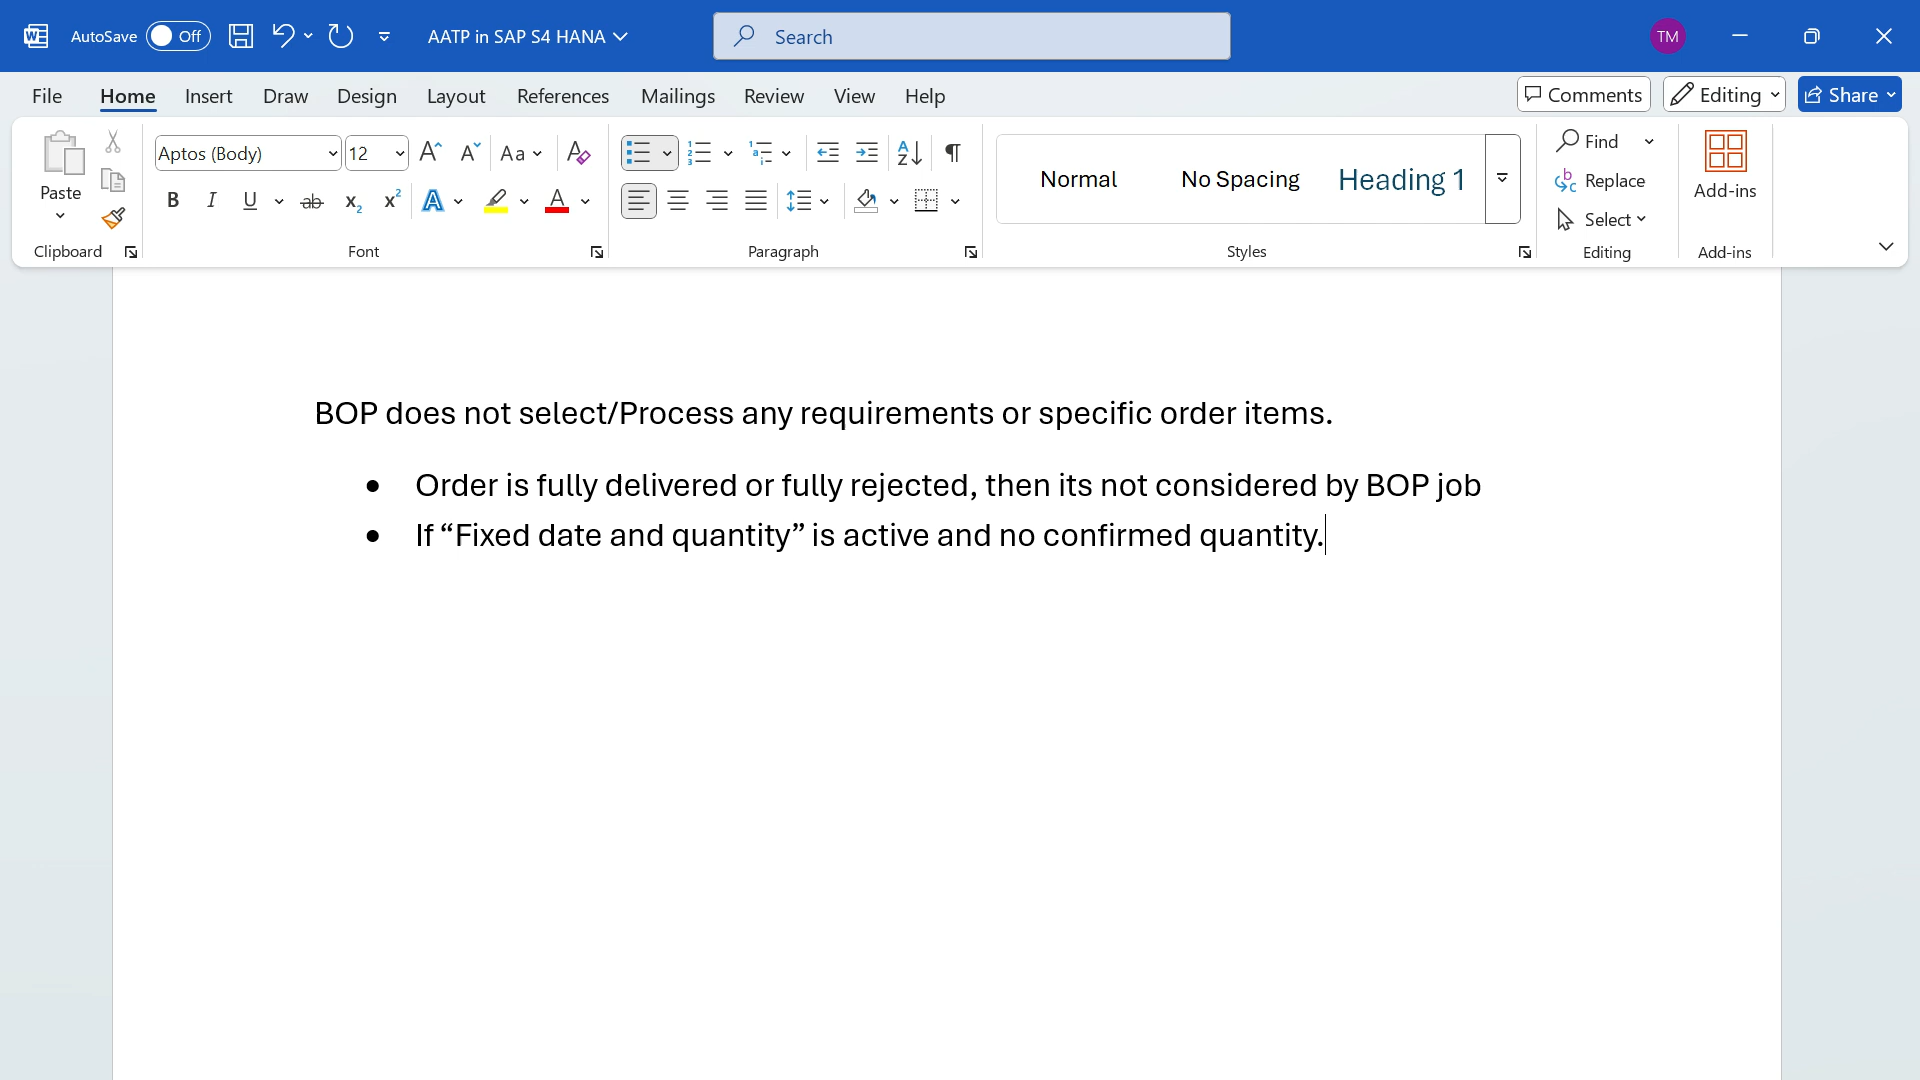 AutoSave Off AATP in SAP S4 HANA Search TM
File Home Insert Draw Design Layout References Mailings Review View Help Comments Editing Share
Paste Aptos (Body) 12 Aa Normal No Spacing Heading 1 Find Replace Select Add-ins
Clipboard Font Paragraph Styles Editing Add-ins
BOP does not select/Process any requirements or specific order items.
• Order is fully delivered or fully rejected, then its not considered by BOP job
• If “Fixed date and quantity” is active and no confirmed quantity.